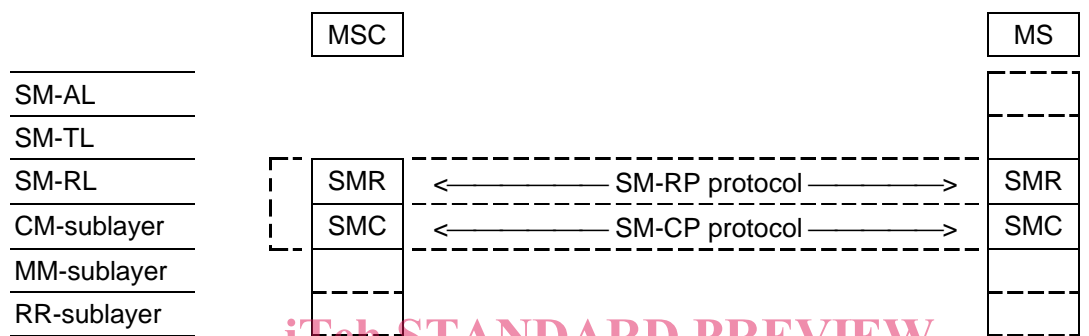 MSC MS
SM-AL
SM-TL
SM-RL SMR <—————— SM-RP protocol ——————> SMR
CM-sublayer SMC <—————— SM-CP protocol ——————> SMC
MM-sublayer
RR-sublayer
iTeh STANDARD PREVIEW